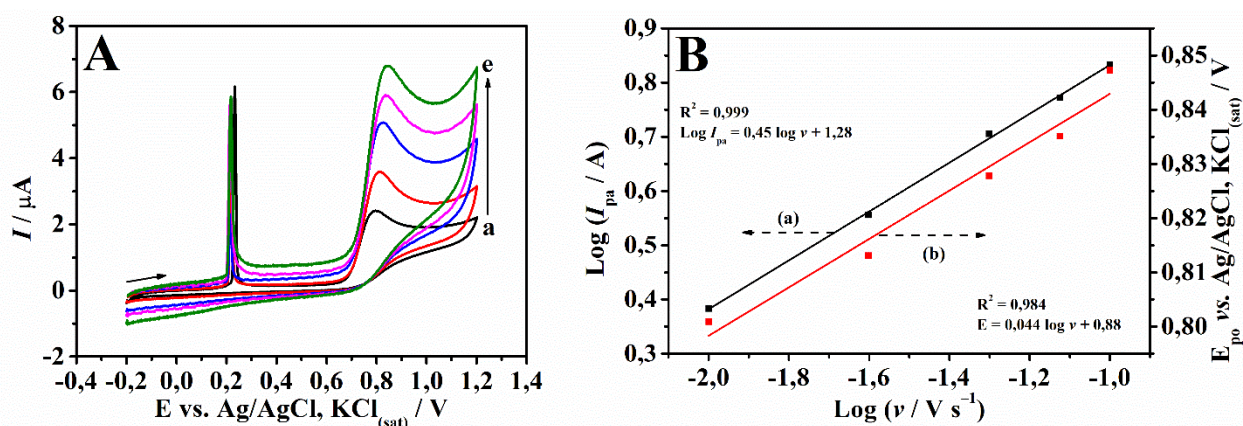 A
8
6
4
2
0
-2
I / μA
e
a
-0,4 -0,2 0,0 0,2 0,4 0,6 0,8 1,0 1,2 1,4
E vs. Ag/AgCl, KCl(sat) / V
B
0,9
0,8
0,7
0,6
0,5
0,4
0,3
Log (Ipa / A)
R² = 0,999
Log Ipa = 0,45 log v + 1,28
(a)
(b)
R² = 0,984
E = 0,044 log v + 0,88
0,85
0,84
0,83
0,82
0,81
0,80
Epo vs. Ag/AgCl, KCl(sat) / V
-2,0 -1,8 -1,6 -1,4 -1,2 -1,0
Log (v / V s⁻¹)